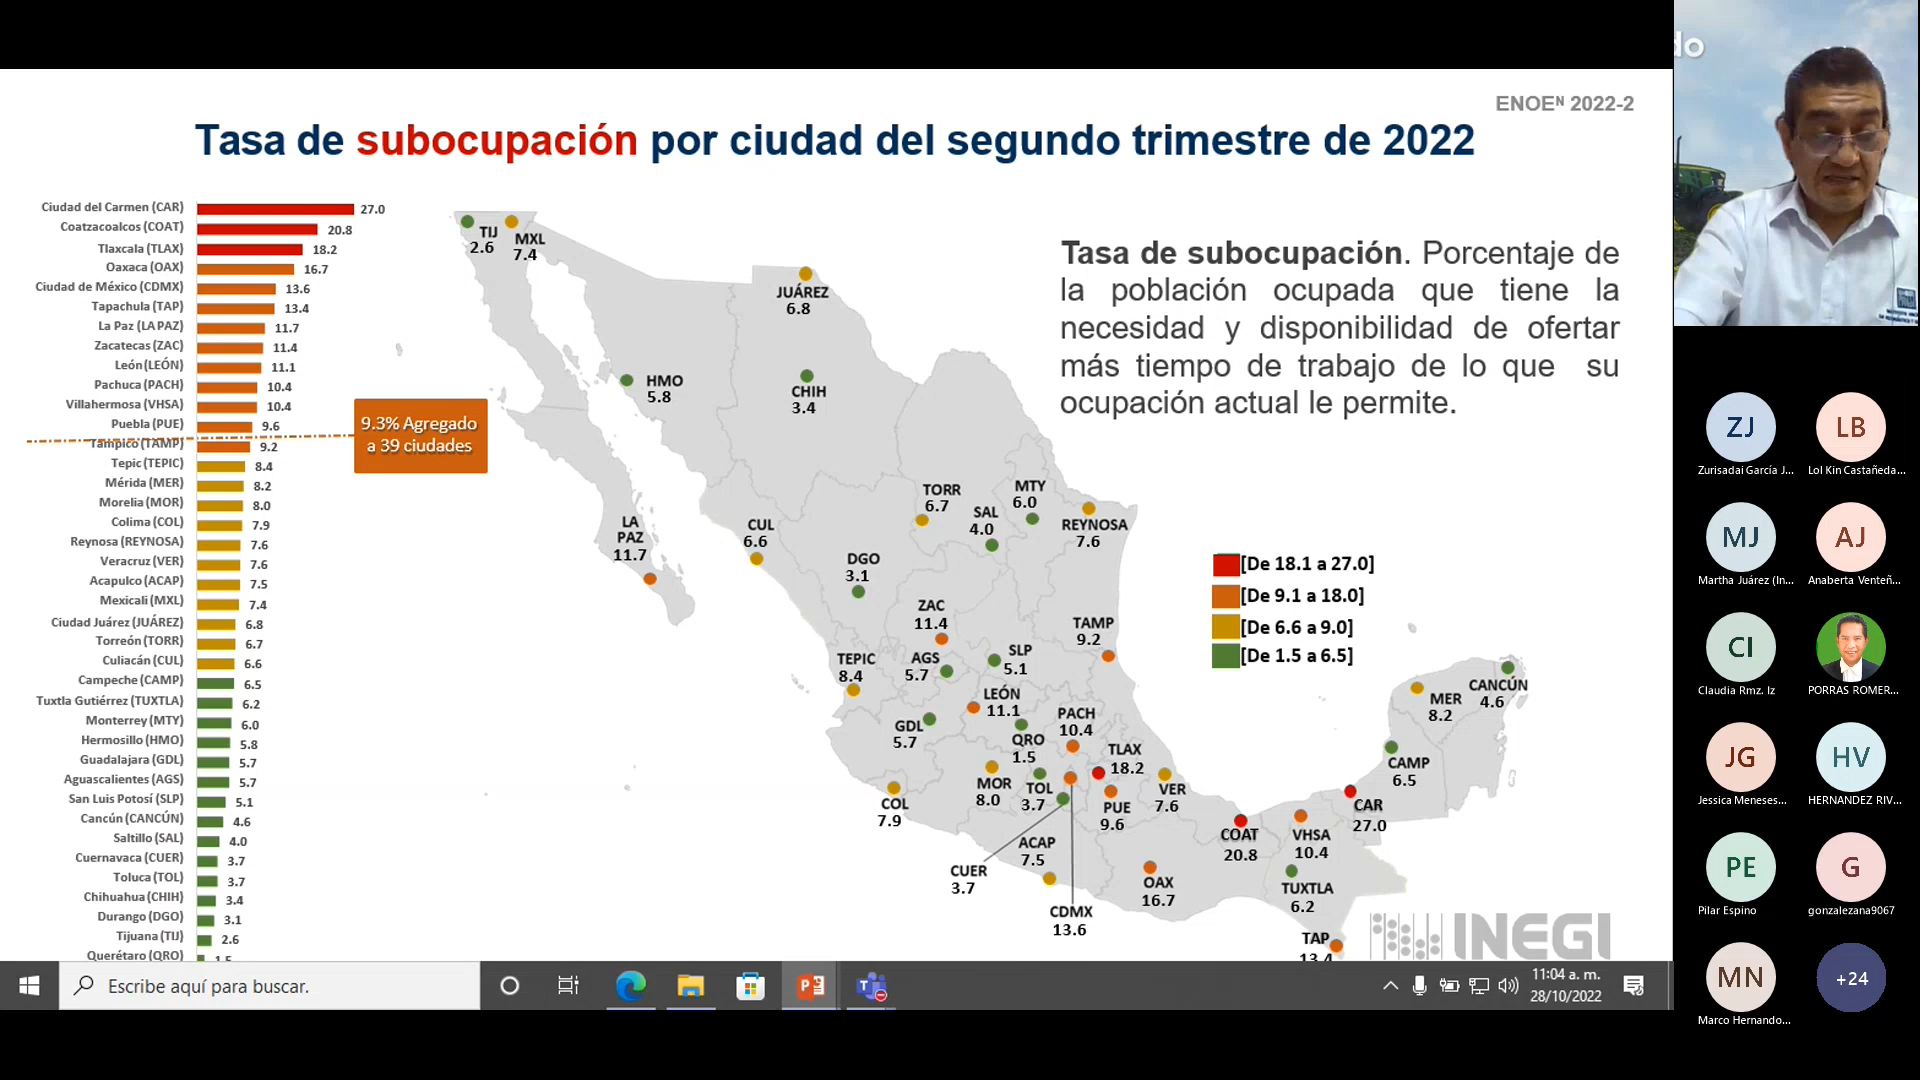 do
ENOEᴺ 2022-2
Tasa de subocupación por ciudad del segundo trimestre de 2022
Ciudad del Carmen (CAR) 27.0
Coatzacoalcos (COAT) 20.8
Tlaxcala (TLAX) 18.2
Oaxaca (OAX) 16.7
Ciudad de México (CDMX) 13.6
Tapachula (TAP) 13.4
La Paz (LA PAZ) 11.7
Zacatecas (ZAC) 11.4
León (LEÓN) 11.1
Pachuca (PACH) 10.4
Villahermosa (VHSA) 10.4
Puebla (PUE) 9.6
Tampico (TAMP) 9.2
Tepic (TEPIC) 8.4
Mérida (MER) 8.2
Morelia (MOR) 8.0
Colima (COL) 7.9
Reynosa (REYNOSA) 7.6
Veracruz (VER) 7.6
Acapulco (ACAP) 7.5
Mexicali (MXL) 7.4
Ciudad Juárez (JUÁREZ) 6.8
Torreón (TORR) 6.7
Culiacán (CUL) 6.6
Campeche (CAMP) 6.5
Tuxtla Gutiérrez (TUXTLA) 6.2
Monterrey (MTY) 6.0
Hermosillo (HMO) 5.8
Guadalajara (GDL) 5.7
Aguascalientes (AGS) 5.7
San Luis Potosí (SLP) 5.1
Cancún (CANCÚN) 4.6
Saltillo (SAL) 4.0
Cuernavaca (CUER) 3.7
Toluca (TOL) 3.7
Chihuahua (CHIH) 3.4
Durango (DGO) 3.1
Tijuana (TIJ) 2.6
Querétaro (QRO) 1.5
9.3% Agregado
a 39 ciudades
TIJ
2.6
MXL
7.4
JUÁREZ
6.8
HMO
5.8
CHIH
3.4
LA
PAZ
11.7
CUL
6.6
TORR
6.7
SAL
4.0
MTY
6.0
REYNOSA
7.6
DGO
3.1
ZAC
11.4
TAMP
9.2
TEPIC
8.4
AGS
5.7
SLP
5.1
LEÓN
11.1
GDL
5.7
QRO
1.5
PACH
10.4
TLAX
18.2
COL
7.9
MOR
8.0
TOL
3.7
PUE
9.6
VER
7.6
ACAP
7.5
CUER
3.7
CDMX
13.6
OAX
16.7
COAT
20.8
VHSA
10.4
TUXTLA
6.2
TAP
13.4
CAR
27.0
CAMP
6.5
MER
8.2
CANCÚN
4.6
Tasa de subocupación. Porcentaje de
la población ocupada que tiene la
necesidad y disponibilidad de ofertar
más tiempo de trabajo de lo que su
ocupación actual le permite.
[De 18.1 a 27.0]
[De 9.1 a 18.0]
[De 6.6 a 9.0]
[De 1.5 a 6.5]
INEGI
Escribe aquí para buscar.
11:04 a. m.
28/10/2022
ZJ
Zurisadai García J...
LB
Lol Kin Castañeda...
MJ
Martha Juárez (In...
AJ
Anaberta Venteñ...
CI
Claudia Rmz. Iz
PORRAS ROMER...
JG
Jessica Meneses...
HV
HERNANDEZ RIV...
PE
Pilar Espino
G
gonzalezana9067
MN
Marco Hernando...
+24